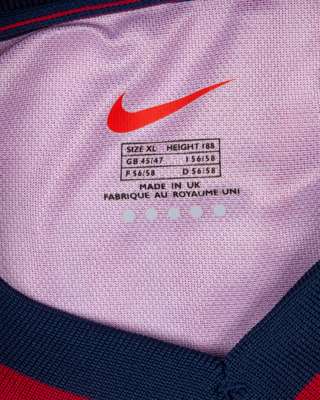 SIZE XL HEIGHT 188
GB 45/47 I 56/58
F 56/58 D 56/58
MADE IN UK
FABRIQUE AU ROYAUME UNI